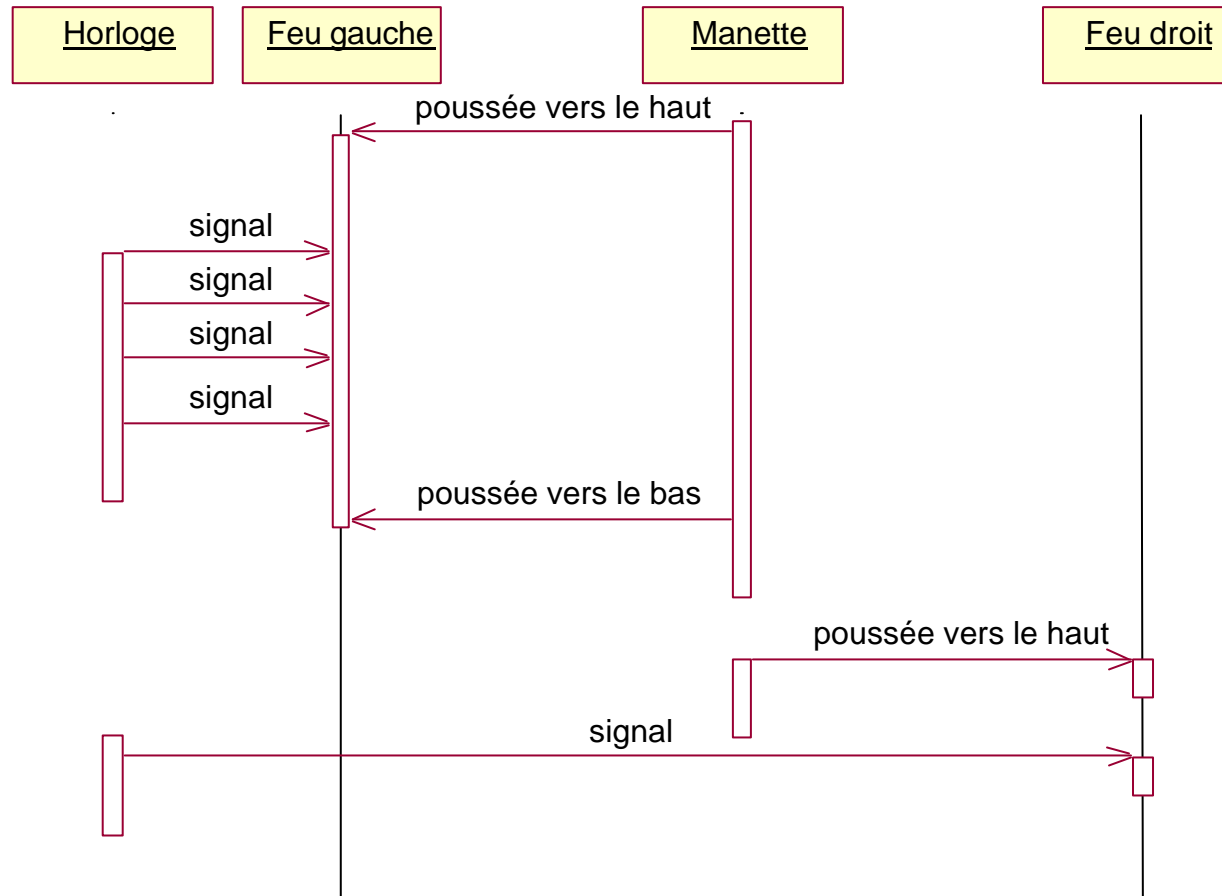 Horloge
Feu gauche
Manette
Feu droit
poussée vers le haut
signal
signal
signal
signal
poussée vers le bas
poussée vers le haut
signal